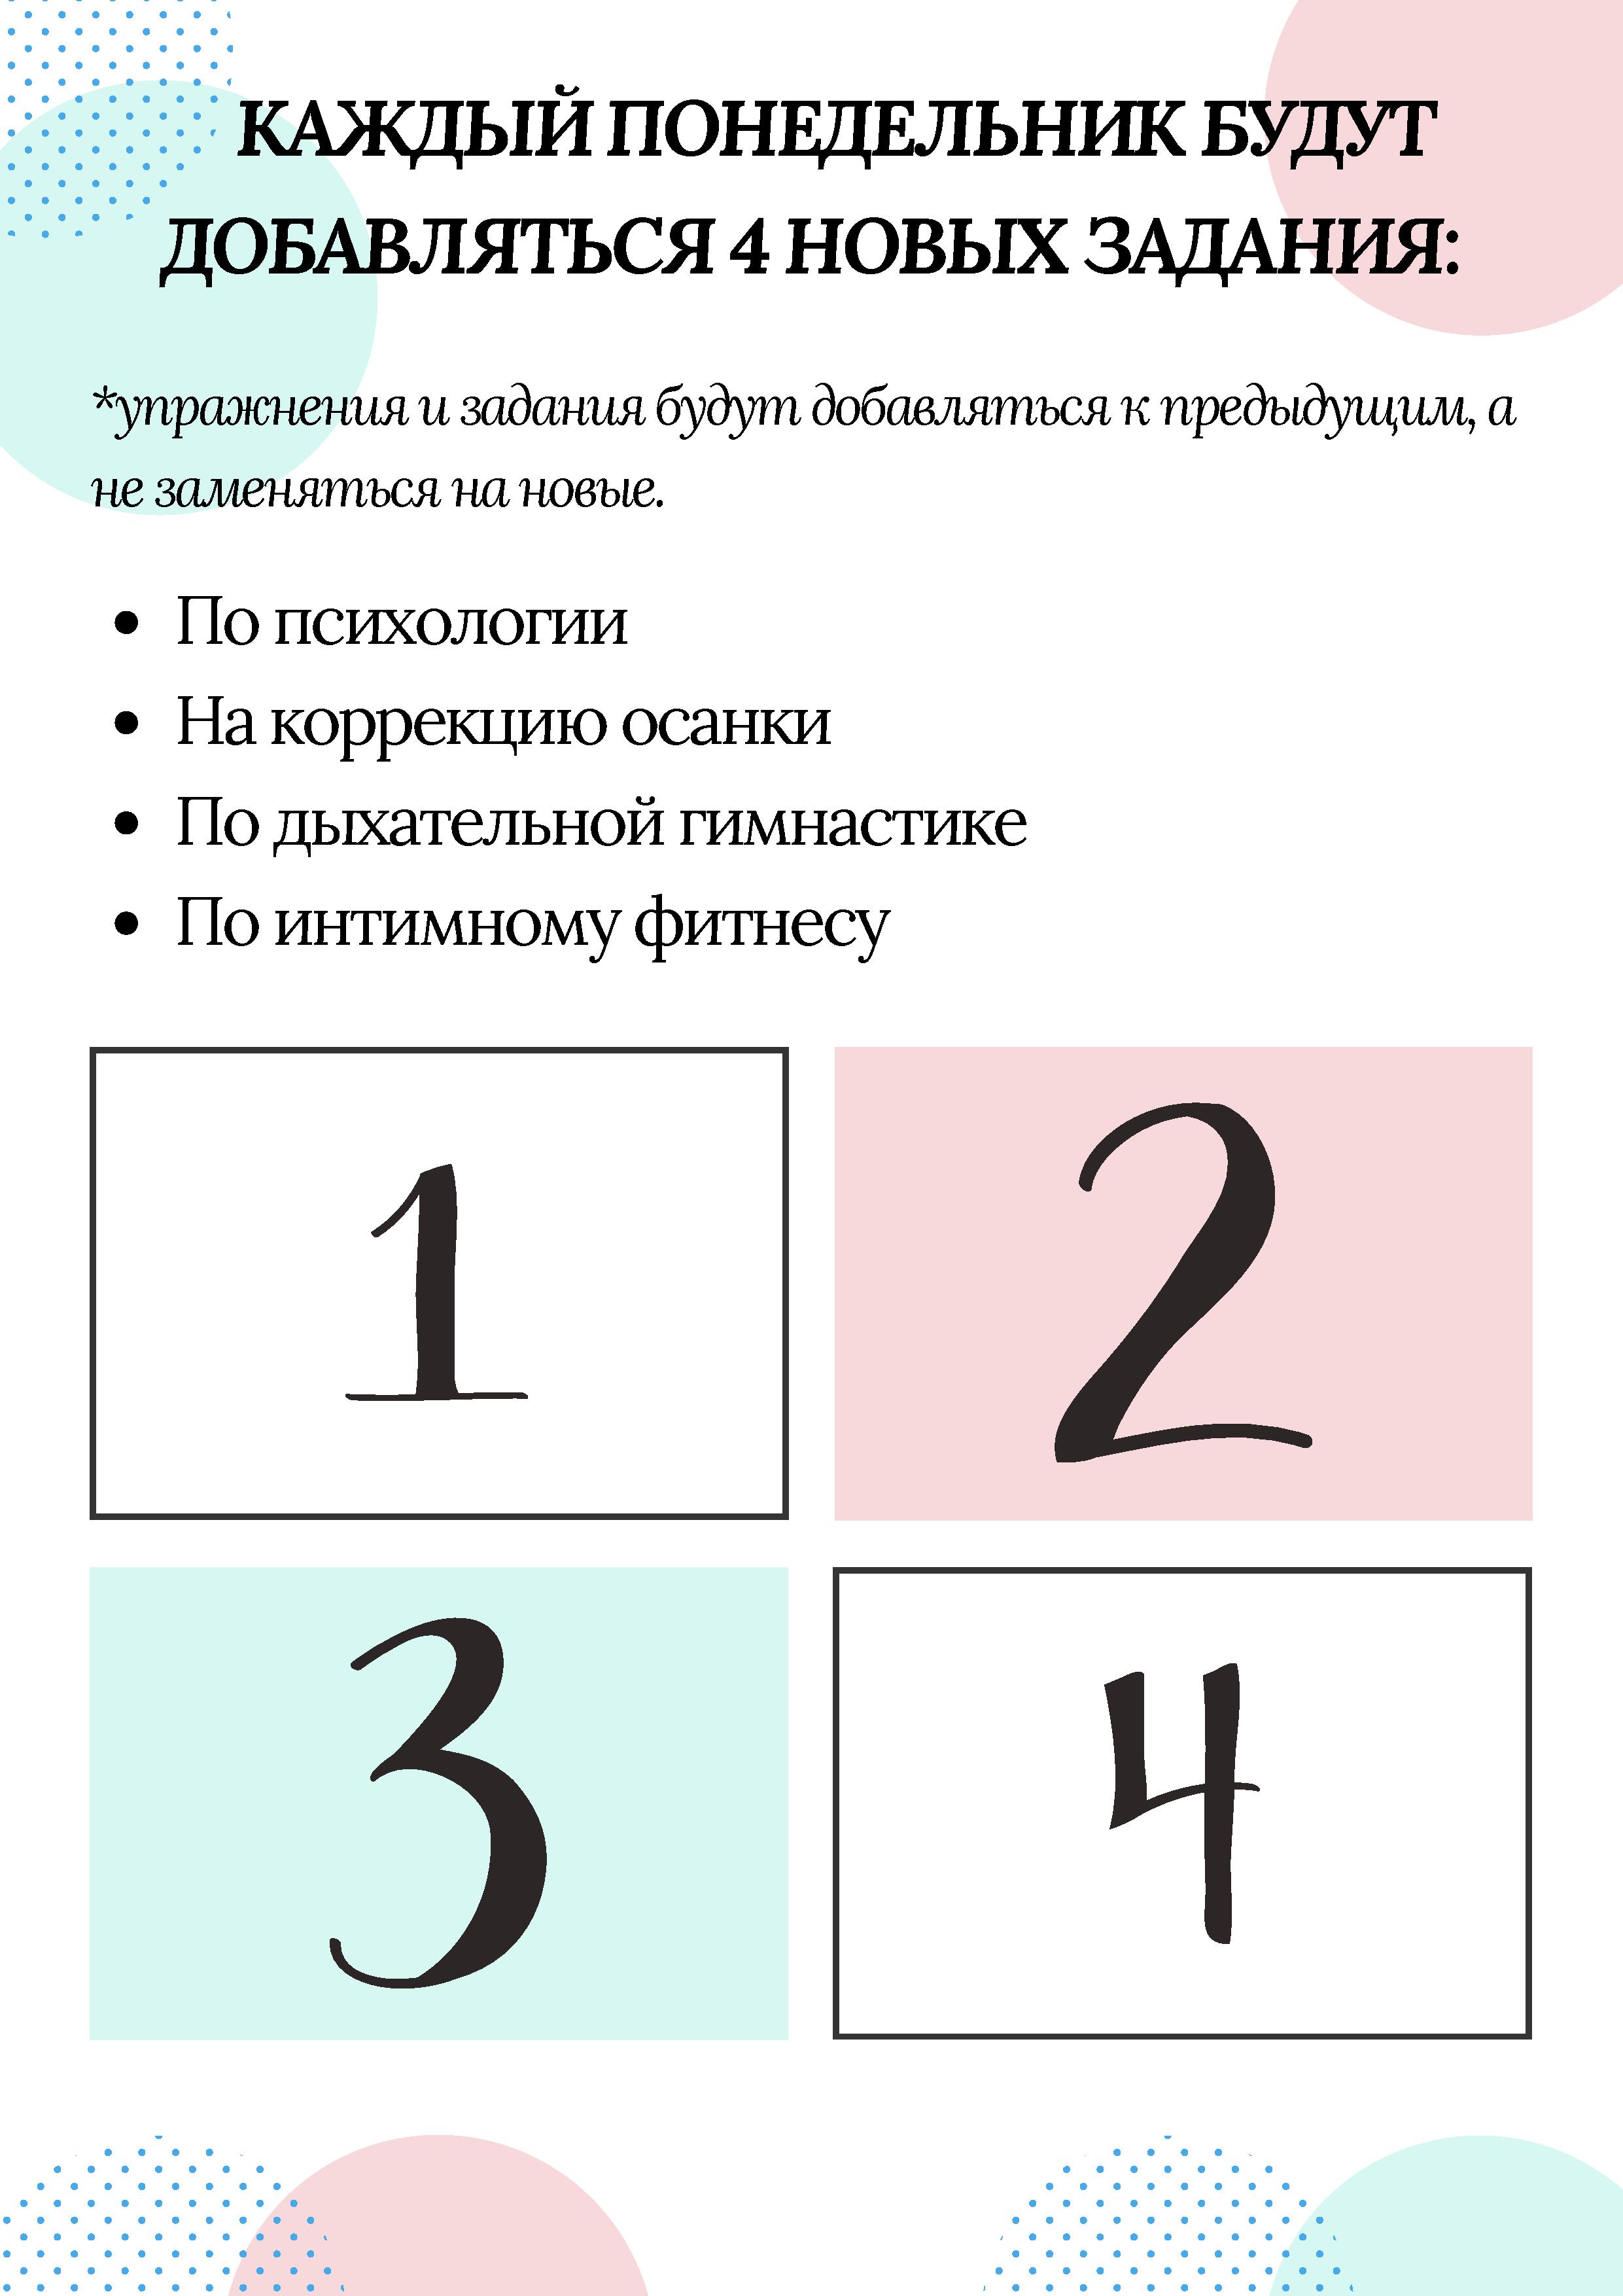 КАЖДЫЙ ПОНЕДЕЛЬНИК БУДУТ
ДОБАВЛЯТЬСЯ 4 НОВЫХ ЗАДАНИЯ:
*упражнения и задания будут добавляться к предыдущим, а
не заменяться на новые.
• По психологии
• На коррекцию осанки
• По дыхательной гимнастике
• По интимному фитнесу
1
2
3
4